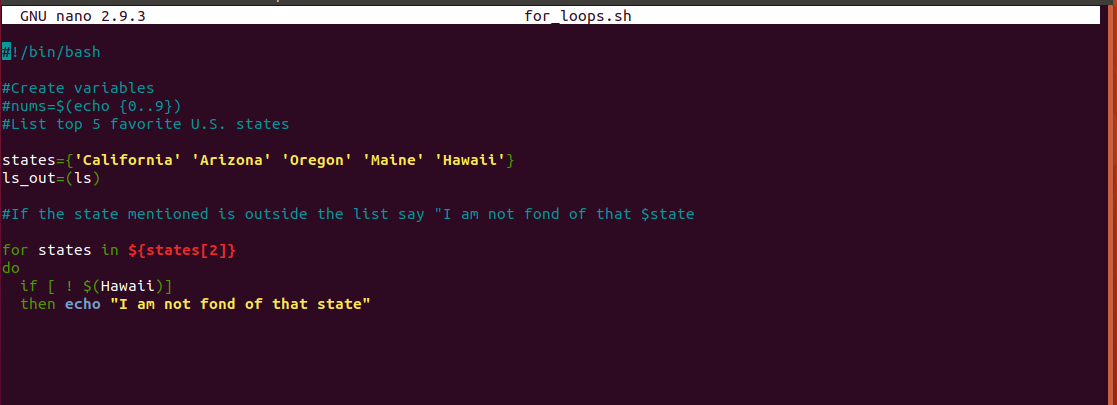 GNU nano 2.9.3 for_loops.sh
#!/bin/bash
#Create variables
#nums=$(echo {0..9})
#List top 5 favorite U.S. states
states={'California' 'Arizona' 'Oregon' 'Maine' 'Hawaii'}
ls_out=(ls)
#If the state mentioned is outside the list say "I am not fond of that $state
for states in ${states[2]}
do
  if [ ! $(Hawaii)]
  then echo "I am not fond of that state"